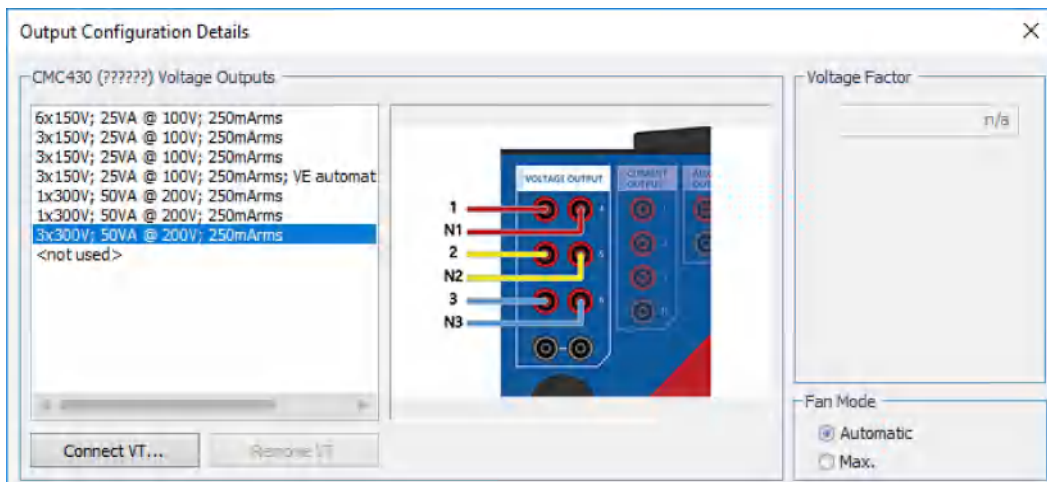 Output Configuration Details
CMC430 (??????) Voltage Outputs
6x150V; 25VA @ 100V; 250mArms
3x150V; 25VA @ 100V; 250mArms
3x150V; 25VA @ 100V; 250mArms
3x150V; 25VA @ 100V; 250mArms; VE automat
1x300V; 50VA @ 200V; 250mArms
1x300V; 50VA @ 200V; 250mArms
3x300V; 50VA @ 200V; 250mArms
<not used>
Connect VT...
Remove VT
VOLTAGE OUTPUT
CURRENT OUTPUT
1
N1
2
N2
3
N3
Voltage Factor
n/a
Fan Mode
Automatic
Max.